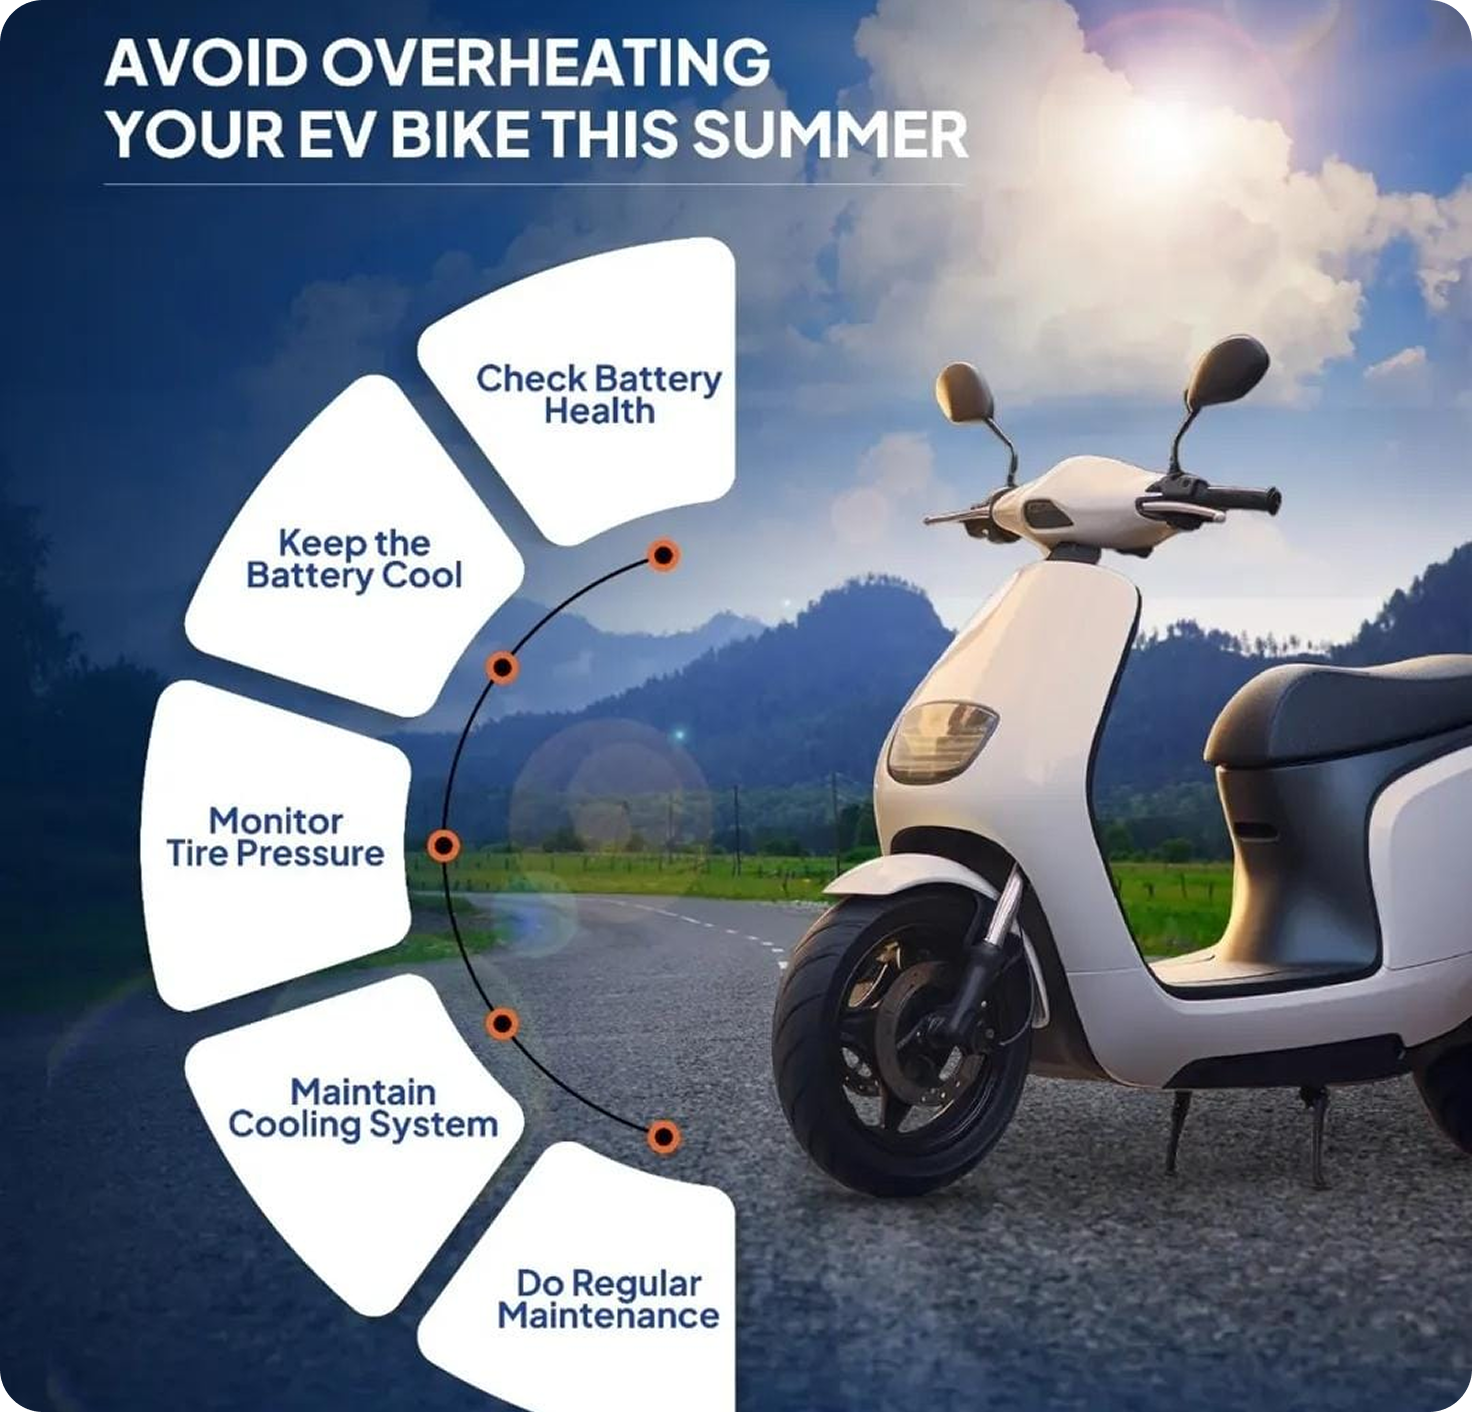 AVOID OVERHEATING
YOUR EV BIKE THIS SUMMER
Check Battery
Health
Keep the
Battery Cool
Monitor
Tire Pressure
Maintain
Cooling System
Do Regular
Maintenance